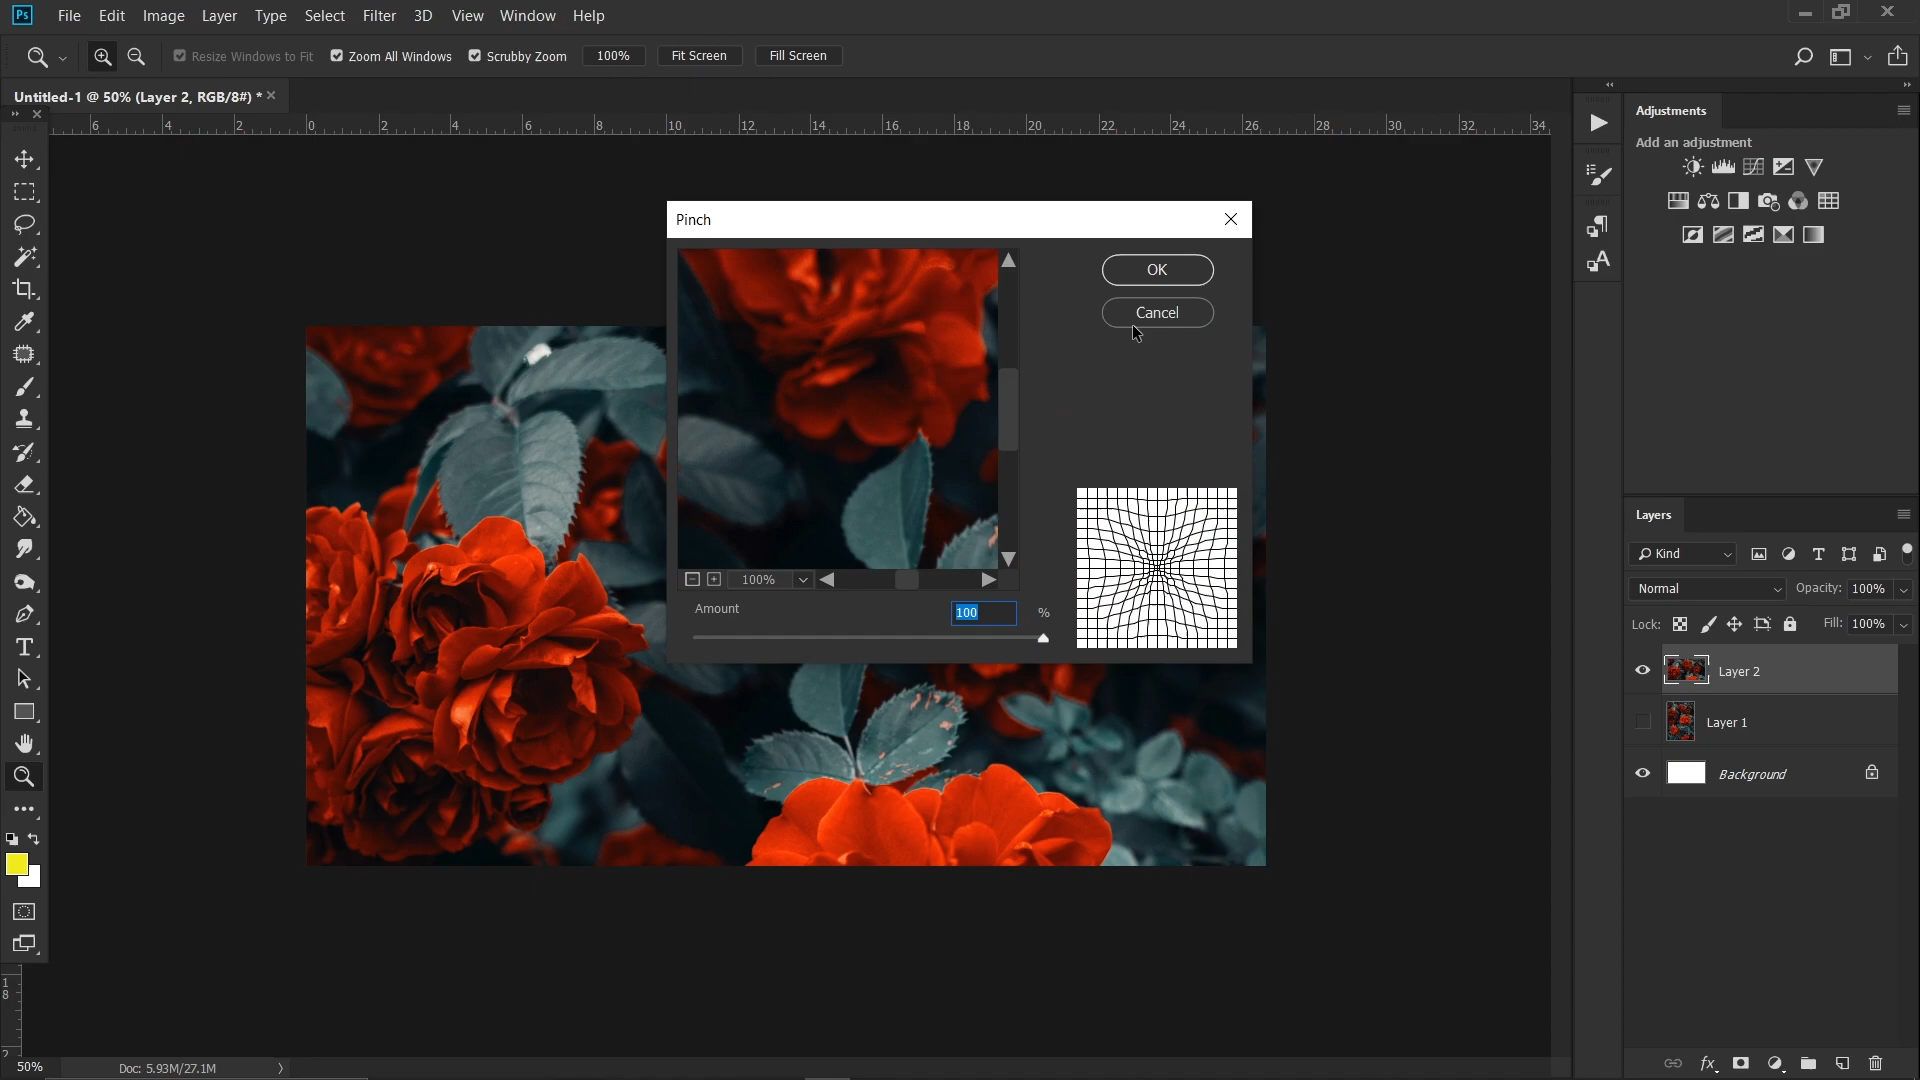 Ps File Edit Image Layer Type Select Filter 3D View Window Help
Resize Windows to Fit Zoom All Windows Scrubby Zoom 100% Fit Screen Fill Screen
Untitled-1 @ 50% (Layer 2, RGB/8#) *
6 4 2 0 2 4 6 8 10 12 14 16 18 20 22 24 26 28 30 32 34
Adjustments
Add an adjustment
Pinch
OK
Cancel
100%
Amount 100 %
Layers
Kind
Normal Opacity: 100%
Lock: Fill: 100%
Layer 2
Layer 1
Background
1
8
2
50% Doc: 5.93M/27.1M
fx